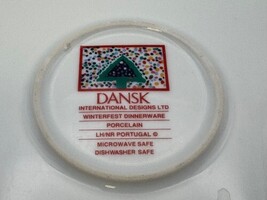 DANSK
INTERNATIONAL DESIGNS LTD
WINTERFEST DINNERWARE
PORCELAIN
LH/NR PORTUGAL ©
MICROWAVE SAFE
DISHWASHER SAFE